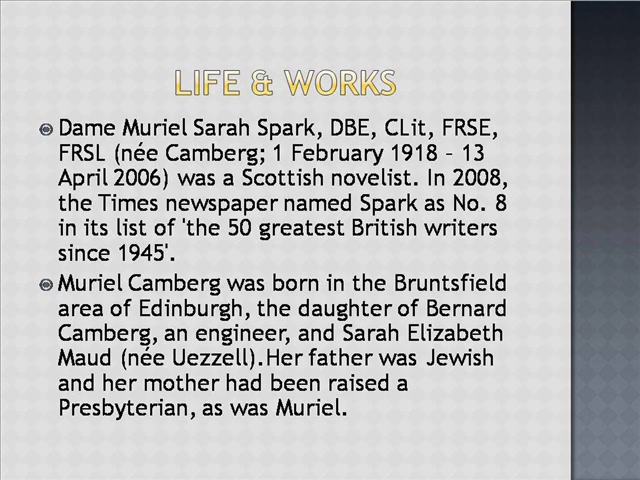 LIFE & WORKS
Dame Muriel Sarah Spark, DBE, CLit, FRSE,
FRSL (née Camberg; 1 February 1918 – 13
April 2006) was a Scottish novelist. In 2008,
the Times newspaper named Spark as No. 8
in its list of 'the 50 greatest British writers
since 1945'.
Muriel Camberg was born in the Bruntsfield
area of Edinburgh, the daughter of Bernard
Camberg, an engineer, and Sarah Elizabeth
Maud (née Uezzell).Her father was Jewish
and her mother had been raised a
Presbyterian, as was Muriel.